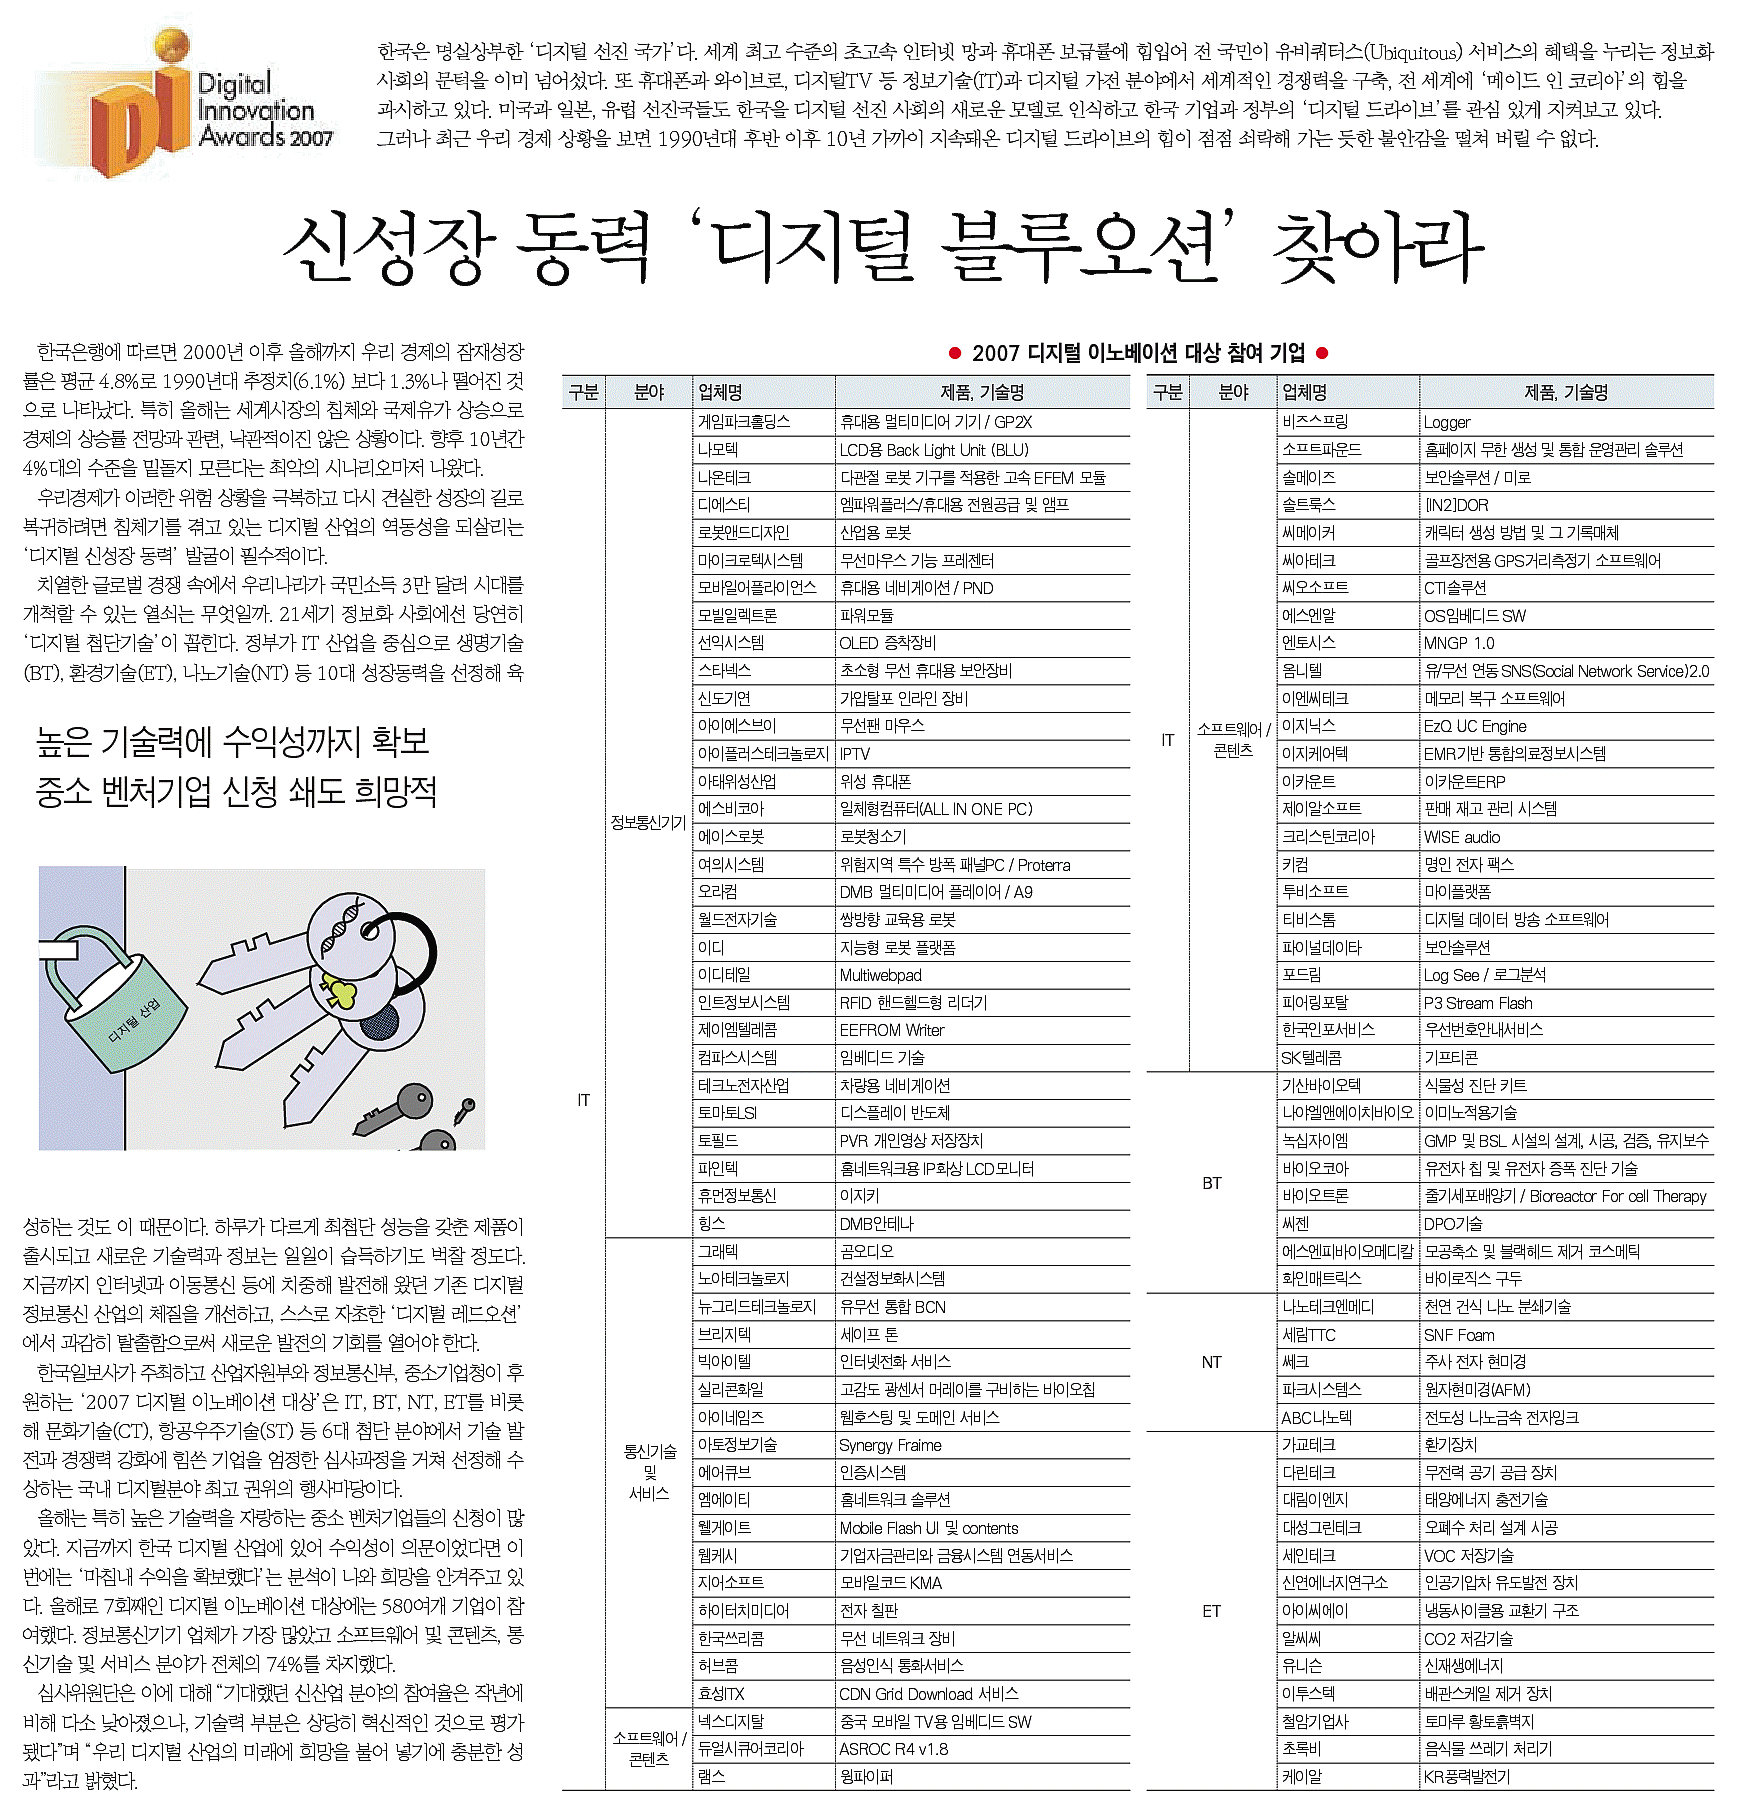 Digital
Innovation
Awards 2007
한국은 명실상부한 ‘디지털 선진 국가’다. 세계 최고 수준의 초고속 인터넷 망과 휴대폰 보급률에 힘입어 전 국민이 유비쿼터스(Ubiquitous) 서비스의 혜택을 누리는 정보화
사회의 문턱을 이미 넘어섰다. 또 휴대폰과 와이브로, 디지털TV 등 정보기술(IT)과 디지털 가전 분야에서 세계적인 경쟁력을 구축, 전 세계에 ‘메이드 인 코리아’의 힘을
과시하고 있다. 미국과 일본, 유럽 선진국들도 한국을 디지털 선진 사회의 새로운 모델로 인식하고 한국 기업과 정부의 ‘디지털 드라이브’를 관심 있게 지켜보고 있다.
그러나 최근 우리 경제 상황을 보면 1990년대 후반 이후 10년 가까이 지속돼온 디지털 드라이브의 힘이 점점 쇠락해 가는 듯한 불안감을 떨쳐 버릴 수 없다.
신성장 동력 ‘디지털 블루오션’ 찾아라
한국은행에 따르면 2000년 이후 올해까지 우리 경제의 잠재성장
률은 평균 4.8%로 1990년대 추정치(6.1%) 보다 1.3%나 떨어진 것
으로 나타났다. 특히 올해는 세계시장의 침체와 국제유가 상승으로
경제의 상승률 전망과 관련, 낙관적이진 않은 상황이다. 향후 10년간
4%대의 수준을 밑돌지 모른다는 최악의 시나리오마저 나왔다.
우리경제가 이러한 위험 상황을 극복하고 다시 견실한 성장의 길로
복귀하려면 침체기를 겪고 있는 디지털 산업의 역동성을 되살리는
‘디지털 신성장 동력’ 발굴이 필수적이다.
치열한 글로벌 경쟁 속에서 우리나라가 국민소득 3만 달러 시대를
개척할 수 있는 열쇠는 무엇일까. 21세기 정보화 사회에선 당연히
‘디지털 첨단기술’이 꼽힌다. 정부가 IT 산업을 중심으로 생명기술
(BT), 환경기술(ET), 나노기술(NT) 등 10대 성장동력을 선정해 육
높은 기술력에 수익성까지 확보
중소 벤처기업 신청 쇄도 희망적
디지털 산업
성하는 것도 이 때문이다. 하루가 다르게 최첨단 성능을 갖춘 제품이
출시되고 새로운 기술력과 정보는 일일이 습득하기도 벅찰 정도다.
지금까지 인터넷과 이동통신 등에 치중해 발전해 왔던 기존 디지털
정보통신 산업의 체질을 개선하고, 스스로 자초한 ‘디지털 레드오션’
에서 과감히 탈출함으로써 새로운 발전의 기회를 열어야 한다.
한국일보사가 주최하고 산업자원부와 정보통신부, 중소기업청이 후
원하는 ‘2007 디지털 이노베이션 대상’은 IT, BT, NT, ET를 비롯
해 문화기술(CT), 항공우주기술(ST) 등 6대 첨단 분야에서 기술 발
전과 경쟁력 강화에 힘쓴 기업을 엄정한 심사과정을 거쳐 선정해 수
상하는 국내 디지털분야 최고 권위의 행사마당이다.
올해는 특히 높은 기술력을 자랑하는 중소 벤처기업들의 신청이 많
았다. 지금까지 한국 디지털 산업에 있어 수익성이 의문이었다면 이
번에는 ‘마침내 수익을 확보했다’는 분석이 나와 희망을 안겨주고 있
다. 올해로 7회째인 디지털 이노베이션 대상에는 580여개 기업이 참
여했다. 정보통신기기 업체가 가장 많았고 소프트웨어 및 콘텐츠, 통
신기술 및 서비스 분야가 전체의 74%를 차지했다.
심사위원단은 이에 대해 “기대했던 신산업 분야의 참여율은 작년에
비해 다소 낮아졌으나, 기술력 부분은 상당히 혁신적인 것으로 평가
됐다”며 “우리 디지털 산업의 미래에 희망을 불어 넣기에 충분한 성
과”라고 밝혔다.
● 2007 디지털 이노베이션 대상 참여 기업 ●
구분 분야 업체명 제품, 기술명
IT
정보통신기기
게임파크홀딩스 휴대용 멀티미디어 기기 / GP2X
나모텍 LCD용 Back Light Unit (BLU)
나온테크 다관절 로봇 기구를 적용한 고속 EFEM 모듈
디에스티 엠파워플러스/휴대용 전원공급 및 앰프
로봇앤드디자인 산업용 로봇
마이크로텍시스템 무선마우스 기능 프레젠터
모바일어플라이언스 휴대용 네비게이션 / PND
모빌일렉트론 파워모듈
선익시스템 OLED 증착장비
스타넥스 초소형 무선 휴대용 보안장비
신도기연 가압탈포 인라인 장비
아이에스브이 무선팬 마우스
아이플러스테크놀로지 IPTV
아태위성산업 위성 휴대폰
에스비코아 일체형컴퓨터(ALL IN ONE PC)
에이스로봇 로봇청소기
여의시스템 위험지역 특수 방폭 패널PC / Proterra
오리컴 DMB 멀티미디어 플레이어 / A9
월드전자기술 쌍방향 교육용 로봇
이디 지능형 로봇 플랫폼
이디테일 Multiwebpad
인트정보시스템 RFID 핸드헬드형 리더기
제이엠텔레콤 EEFROM Writer
컴파스시스템 임베디드 기술
테크노전자산업 차량용 네비게이션
토마토LSI 디스플레이 반도체
토필드 PVR 개인영상 저장장치
파인텍 홈네트워크용 IP화상 LCD모니터
휴먼정보통신 이지키
힝스 DMB안테나
통신기술
및
서비스
그래텍 곰오디오
노아테크놀로지 건설정보화시스템
뉴그리드테크놀로지 유무선 통합 BCN
브리지텍 세이프 톤
빅아이텔 인터넷전화 서비스
실리콘화일 고감도 광센서 머레이를 구비하는 바이오칩
아이네임즈 웹호스팅 및 도메인 서비스
아토정보기술 Synergy Fraime
에어큐브 인증시스템
엠에이티 홈네트워크 솔루션
웰게이트 Mobile Flash UI 및 contents
웹케시 기업자금관리와 금융시스템 연동서비스
지어소프트 모바일코드 KMA
하이터치미디어 전자 칠판
한국쓰리콤 무선 네트워크 장비
허브콤 음성인식 통화서비스
효성ITX CDN Grid Download 서비스
소프트웨어 /
콘텐츠
넥스디지탈 중국 모바일 TV용 임베디드 SW
듀얼시큐어코리아 ASROC R4 v1.8
램스 윙파이퍼
구분 분야 업체명 제품, 기술명
IT
소프트웨어 /
콘텐츠
비즈스프링 Logger
소프트파운드 홈페이지 무한 생성 및 통합 운영관리 솔루션
솔메이즈 보안솔루션 / 미로
솔트룩스 [IN2]DOR
씨메이커 캐릭터 생성 방법 및 그 기록매체
씨아테크 골프장전용 GPS거리측정기 소프트웨어
씨오소프트 CTI솔루션
에스엔알 OS임베디드 SW
엔토시스 MNGP 1.0
옴니텔 유/무선 연동 SNS(Social Network Service)2.0
이엔씨테크 메모리 복구 소프트웨어
이지닉스 EzQ UC Engine
이지케어텍 EMR기반 통합의료정보시스템
이카운트 이카운트ERP
제이알소프트 판매 재고 관리 시스템
크리스틴코리아 WISE audio
키컴 명인 전자 팩스
투비소프트 마이플랫폼
티비스톰 디지털 데이터 방송 소프트웨어
파이널데이타 보안솔루션
포드림 Log See / 로그분석
피어링포탈 P3 Stream Flash
한국인포서비스 우선번호안내서비스
SK텔레콤 기프티콘
BT
기산바이오텍 식물성 진단 키트
나야엘앤에이치바이오 이미노적용기술
녹십자이엠 GMP 및 BSL 시설의 설계, 시공, 검증, 유지보수
바이오코아 유전자 칩 및 유전자 증폭 진단 기술
바이오트론 줄기세포배양기 / Bioreactor For cell Therapy
씨젠 DPO기술
에스엔피바이오메디칼 모공축소 및 블랙헤드 제거 코스메틱
화인매트릭스 바이로직스 구두
NT
나노테크엔메디 천연 건식 나노 분쇄기술
세림TTC SNF Foam
쎄크 주사 전자 현미경
파크시스템스 원자현미경(AFM)
ABC나노텍 전도성 나노금속 전자잉크
ET
가교테크 환기장치
다린테크 무전력 공기 공급 장치
대림이엔지 태양에너지 충전기술
대성그린테크 오폐수 처리 설계 시공
세인테크 VOC 저장기술
신연에너지연구소 인공기압차 유도발전 장치
아이씨에이 냉동사이클용 교환기 구조
알씨씨 CO2 저감기술
유니슨 신재생에너지
이투스텍 배관스케일 제거 장치
철암기업사 토마루 황토흙벽지
초록비 음식물 쓰레기 처리기
케이알 KR풍력발전기